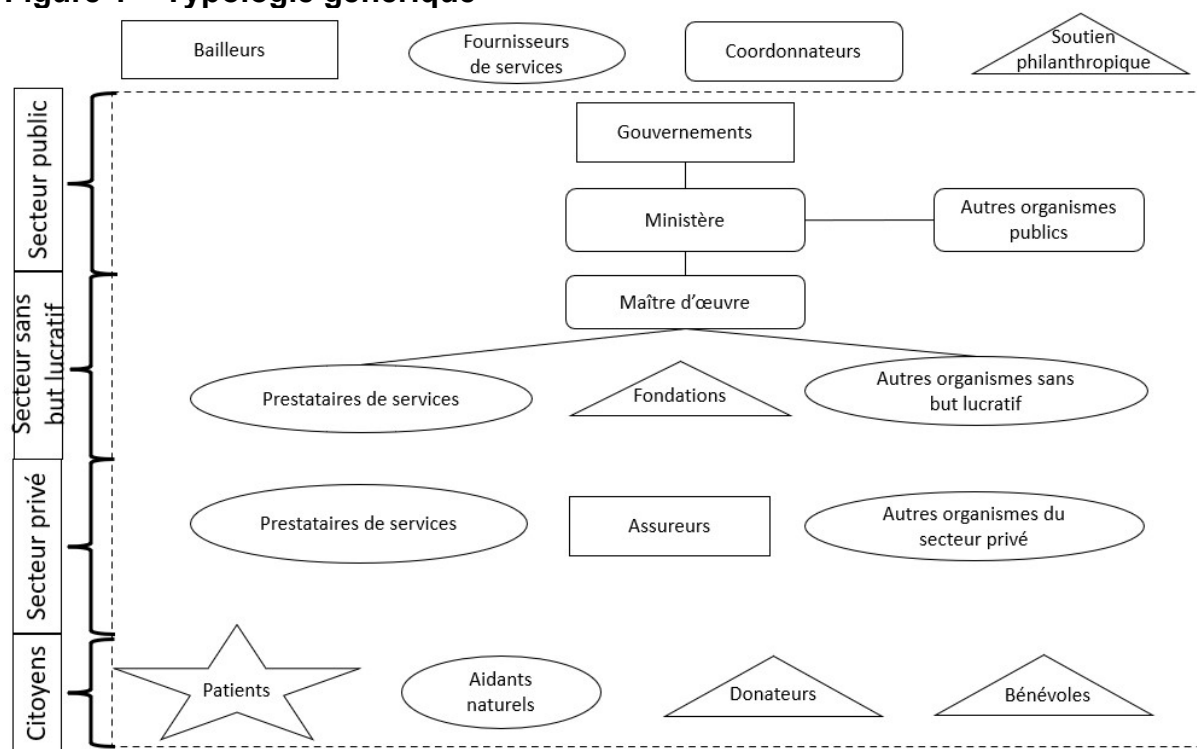 Figure 1 – Typologie générique
Bailleurs
Fournisseurs
de services
Coordonnateurs
Soutien
philanthropique
Secteur public
Gouvernements
Ministère
Autres organismes
publics
Secteur sans
but lucratif
Maître d'œuvre
Prestataires de services
Fondations
Autres organismes sans
but lucratif
Secteur privé
Prestataires de services
Assureurs
Autres organismes du
secteur privé
Citoyens
Patients
Aidants
naturels
Donateurs
Bénévoles